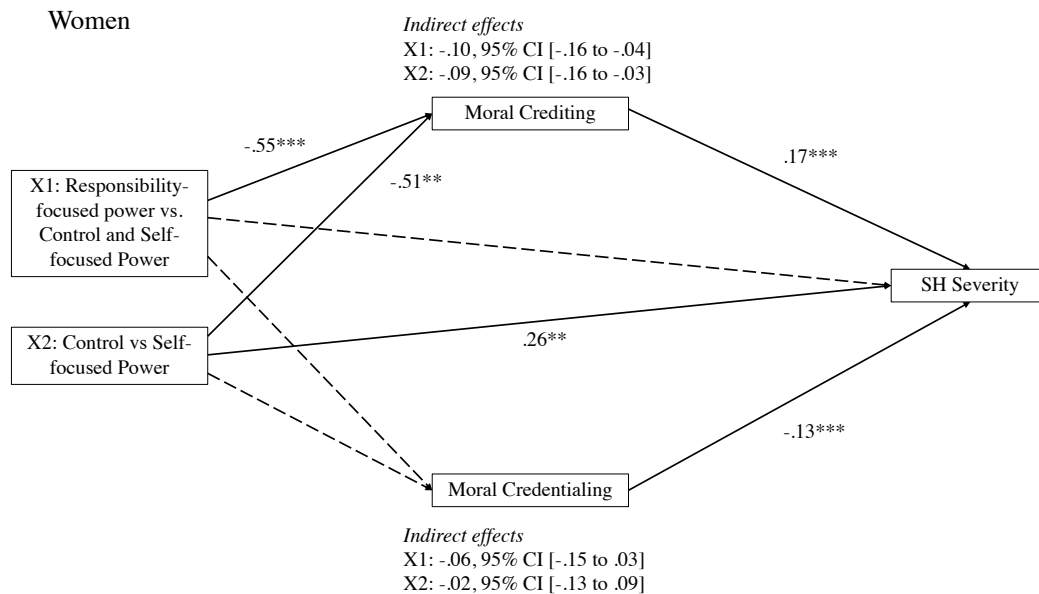 Women
Indirect effects
X1: -.10, 95% CI [-.16 to -.04]
X2: -.09, 95% CI [-.16 to -.03]
Moral Crediting
-.55***
.17***
-.51**
X1: Responsibility-
focused power vs.
Control and Self-
focused Power
SH Severity
X2: Control vs Self-
focused Power
.26**
-.13***
Moral Credentialing
Indirect effects
X1: -.06, 95% CI [-.15 to .03]
X2: -.02, 95% CI [-.13 to .09]